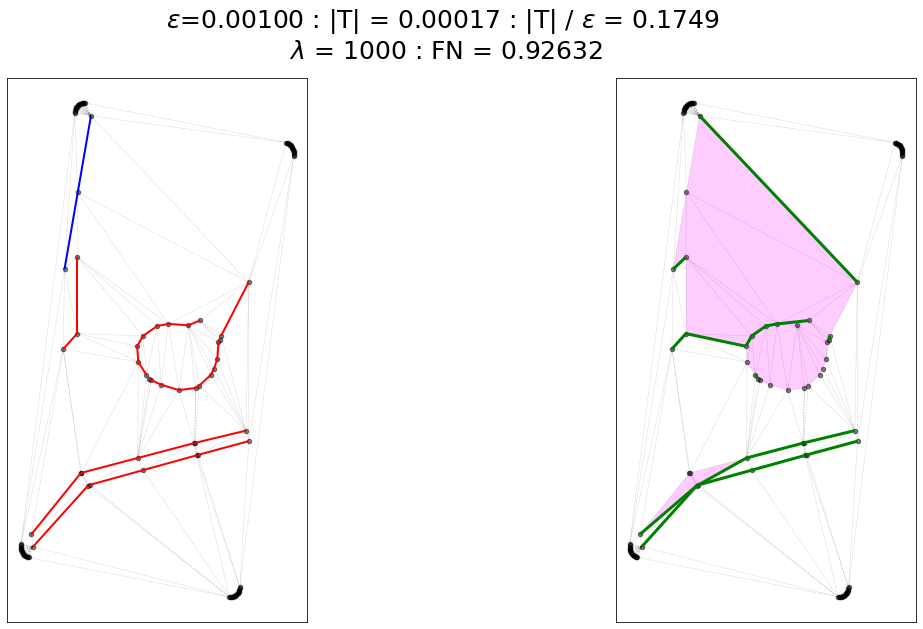 ε=0.00100 : |T| = 0.00017 : |T| / ε = 0.1749
λ = 1000 : FN = 0.92632